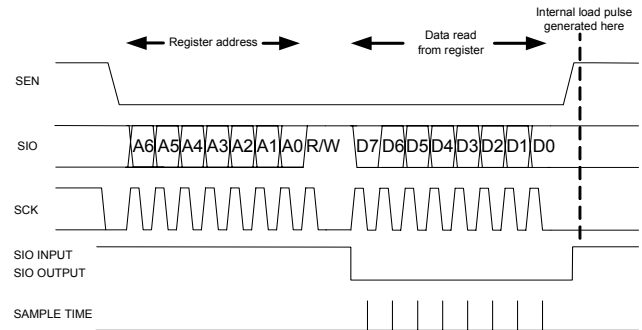 Internal load pulse
generated here
Register address
Data read
from register
SEN
SIO
A6 A5 A4 A3 A2 A1 A0 R/W D7 D6 D5 D4 D3 D2 D1 D0
SCK
SIO INPUT
SIO OUTPUT
SAMPLE TIME